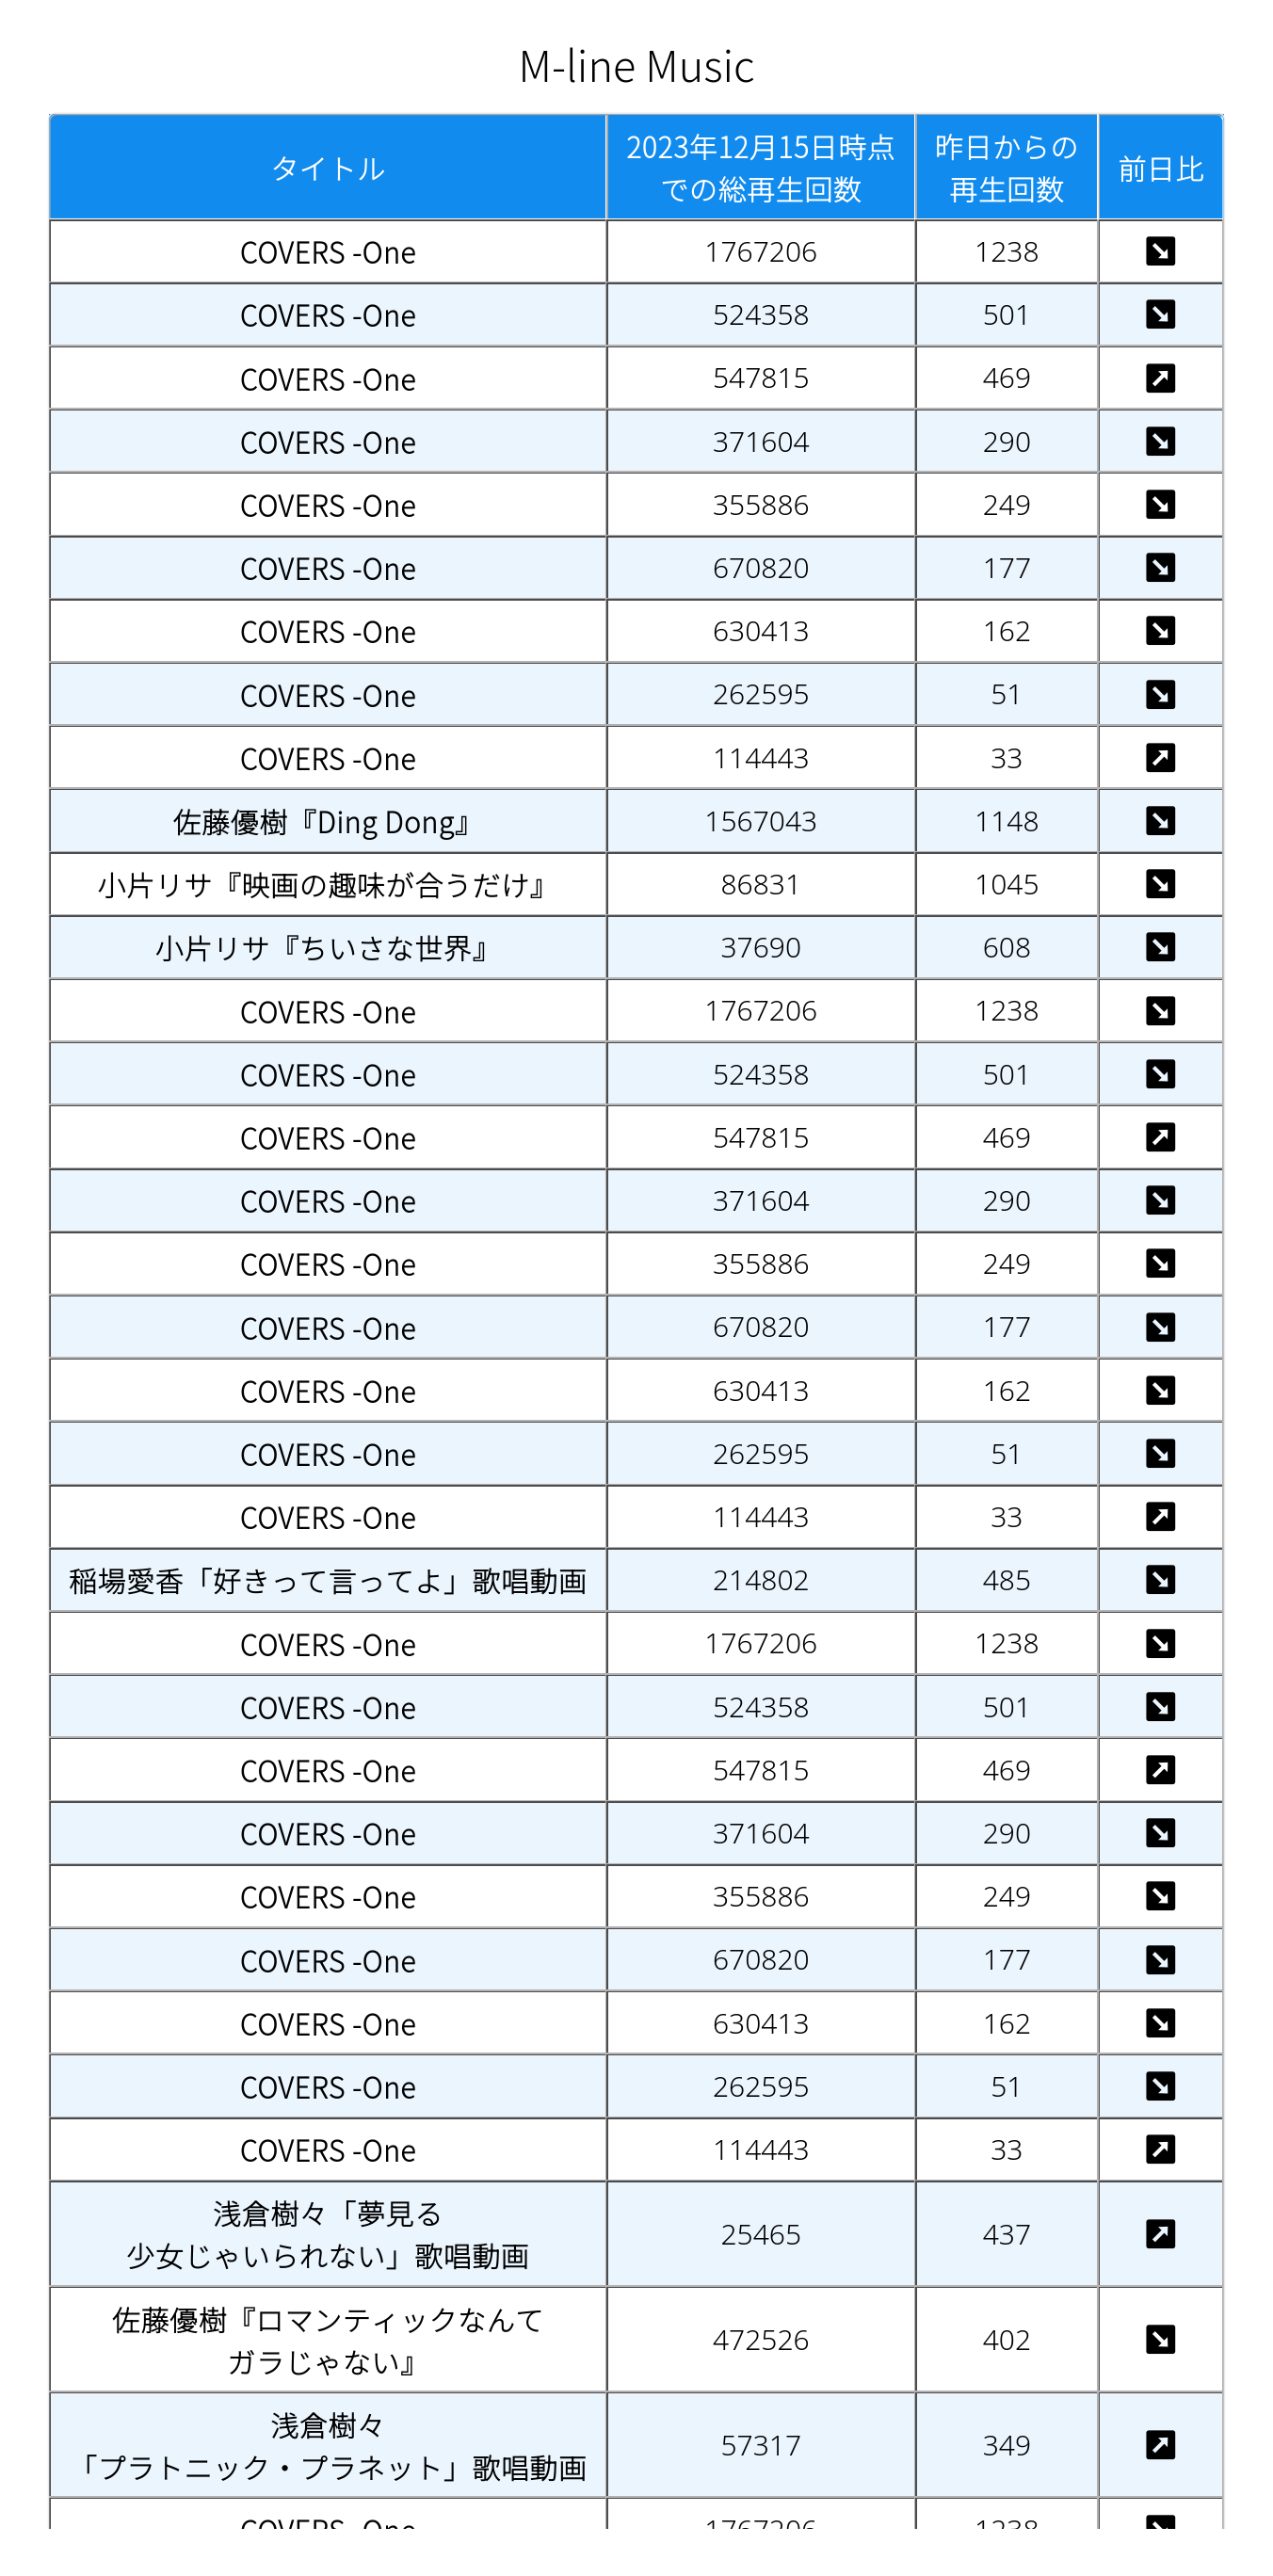 M-line Music
タイトル
2023年12月15日時点
での総再生回数
昨日からの
再生回数
前日比
COVERS -One 1767206 1238
COVERS -One 524358 501
COVERS -One 547815 469
COVERS -One 371604 290
COVERS -One 355886 249
COVERS -One 670820 177
COVERS -One 630413 162
COVERS -One 262595 51
COVERS -One 114443 33
佐藤優樹『Ding Dong』 1567043 1148
小片リサ『映画の趣味が合うだけ』 86831 1045
小片リサ『ちいさな世界』 37690 608
COVERS -One 1767206 1238
COVERS -One 524358 501
COVERS -One 547815 469
COVERS -One 371604 290
COVERS -One 355886 249
COVERS -One 670820 177
COVERS -One 630413 162
COVERS -One 262595 51
COVERS -One 114443 33
稲場愛香「好きって言ってよ」歌唱動画 214802 485
COVERS -One 1767206 1238
COVERS -One 524358 501
COVERS -One 547815 469
COVERS -One 371604 290
COVERS -One 355886 249
COVERS -One 670820 177
COVERS -One 630413 162
COVERS -One 262595 51
COVERS -One 114443 33
浅倉樹々「夢見る
少女じゃいられない」歌唱動画
25465 437
佐藤優樹『ロマンティックなんて
ガラじゃない』
472526 402
浅倉樹々
「プラトニック・プラネット」歌唱動画
57317 349
COVERS -One 1767206 1238